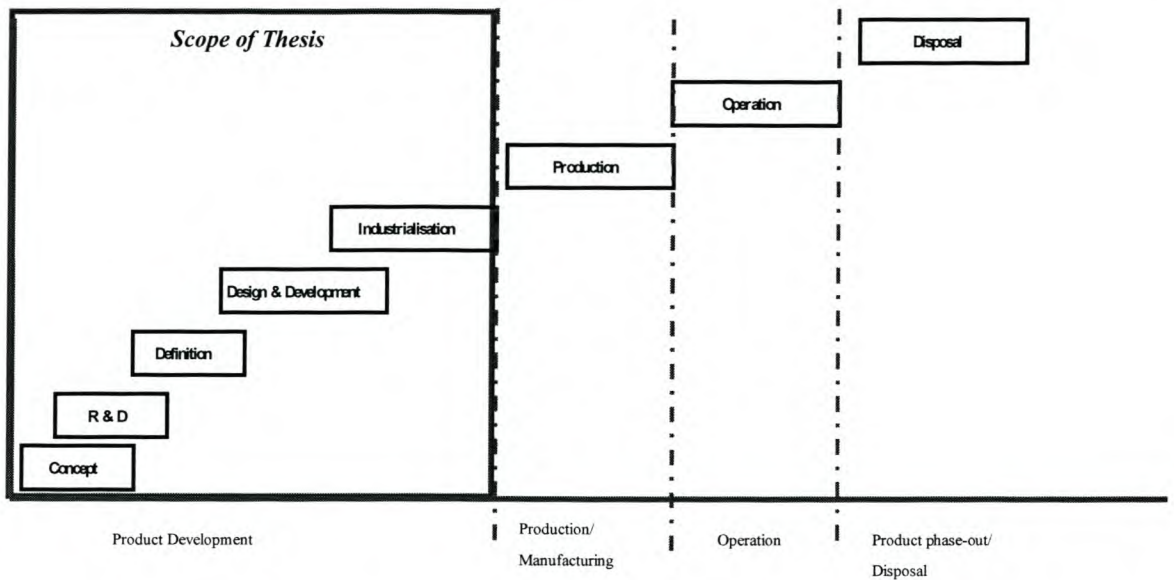 Scope of Thesis
Disposal
Operation
Production
Industrialisation
Design & Development
Definition
R & D
Concept
Product Development
Production/
Manufacturing
Operation
Product phase-out/
Disposal